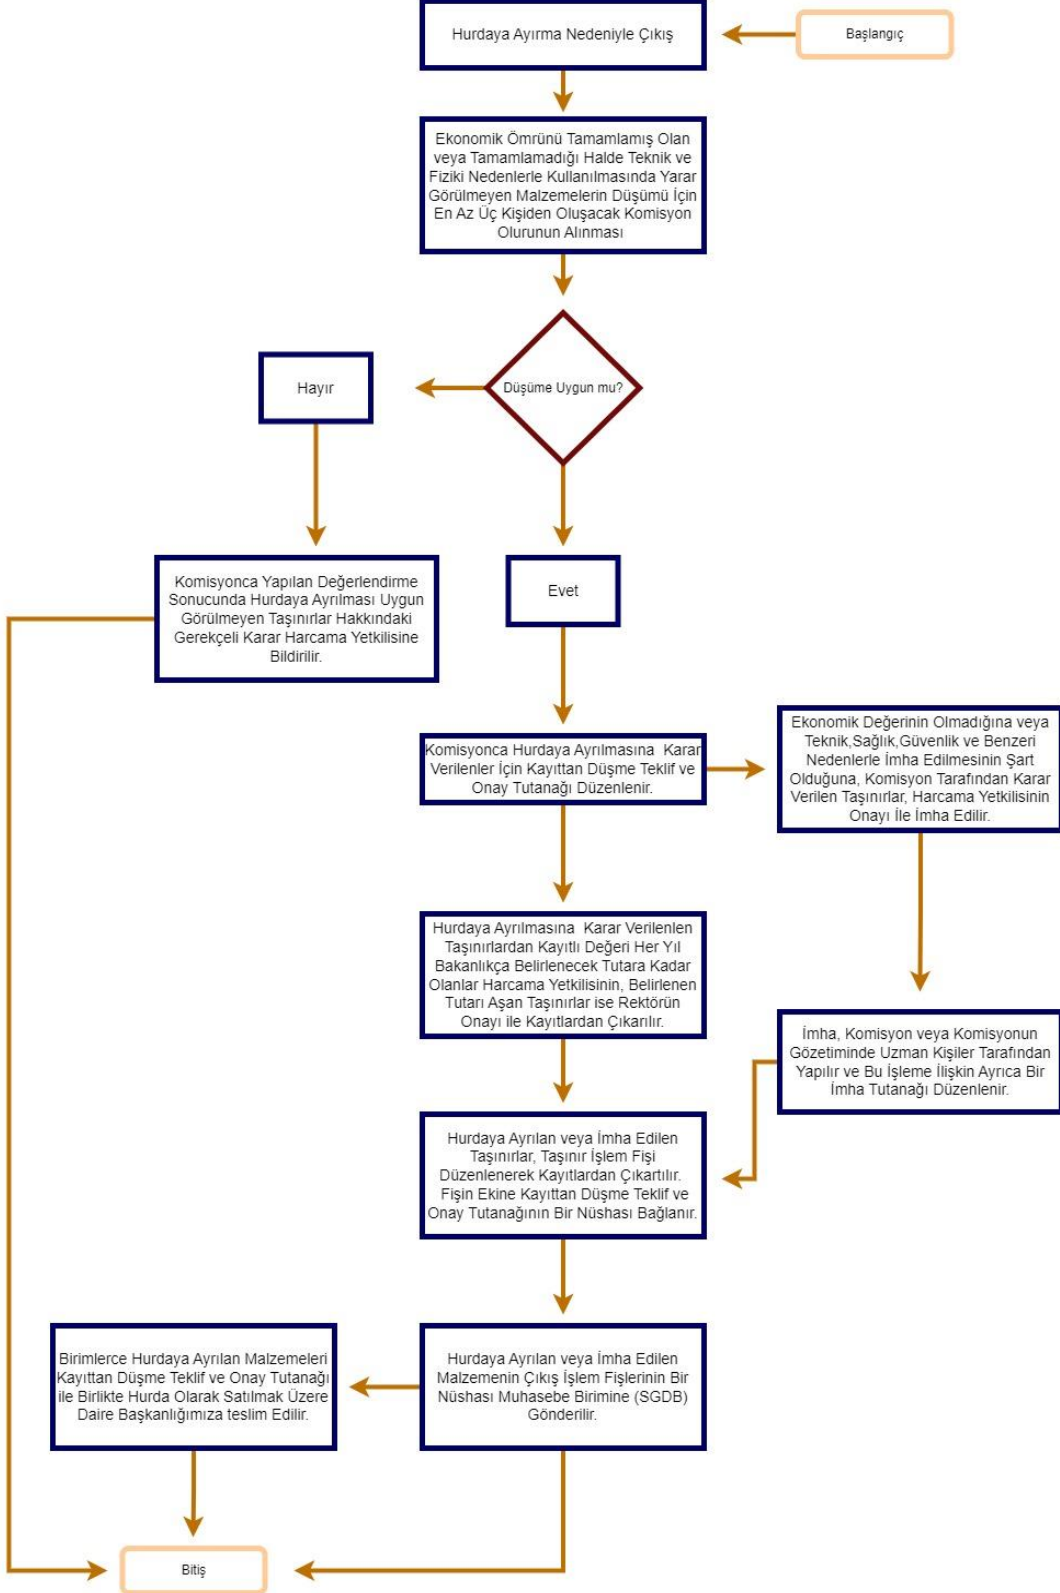 Hurdaya Ayırma Nedeniyle Çıkış
Başlangıç
Ekonomik Ömrünü Tamamlamış Olan
veya Tamamlamadığı Halde Teknik ve
Fiziki Nedenlerle Kullanılmasında Yarar
Görülmeyen Malzemelerin Düşümü İçin
En Az Üç Kişiden Oluşacak Komisyon
Olurunun Alınması
Düşüme Uygun mu?
Hayır
Evet
Komisyonca Yapılan Değerlendirme
Sonucunda Hurdaya Ayrılması Uygun
Görülmeyen Taşınırlar Hakkındaki
Gerekçeli Karar Harcama Yetkilisine
Bildirilir.
Komisyonca Hurdaya Ayrılmasına Karar
Verilenler İçin Kayıttan Düşme Teklif ve
Onay Tutanağı Düzenlenir.
Ekonomik Değerinin Olmadığına veya
Teknik,Sağlık,Güvenlik ve Benzeri
Nedenlerle İmha Edilmesinin Şart
Olduğuna, Komisyon Tarafından Karar
Verilen Taşınırlar, Harcama Yetkilisinin
Onayı İle İmha Edilir.
Hurdaya Ayrılmasına Karar Verilenlen
Taşınırlardan Kayıtlı Değeri Her Yıl
Bakanlıkça Belirlenecek Tutara Kadar
Olanlar Harcama Yetkilisinin, Belirlenen
Tutarı Aşan Taşınırlar ise Rektörün
Onayı ile Kayıtlardan Çıkarılır.
İmha, Komisyon veya Komisyonun
Gözetiminde Uzman Kişiler Tarafından
Yapılır ve Bu İşleme İlişkin Ayrıca Bir
İmha Tutanağı Düzenlenir.
Hurdaya Ayrılan veya İmha Edilen
Taşınırlar, Taşınır İşlem Fişi
Düzenlenerek Kayıtlardan Çıkartılır.
Fişin Ekine Kayıttan Düşme Teklif ve
Onay Tutanağının Bir Nüshası Bağlanır.
Hurdaya Ayrılan veya İmha Edilen
Malzemenin Çıkış İşlem Fişlerinin Bir
Nüshası Muhasebe Birimine (SGDB)
Gönderilir.
Birimlerce Hurdaya Ayrılan Malzemeleri
Kayıttan Düşme Teklif ve Onay Tutanağı
ile Birlikte Hurda Olarak Satılmak Üzere
Daire Başkanlığımıza teslim Edilir.
Bitiş